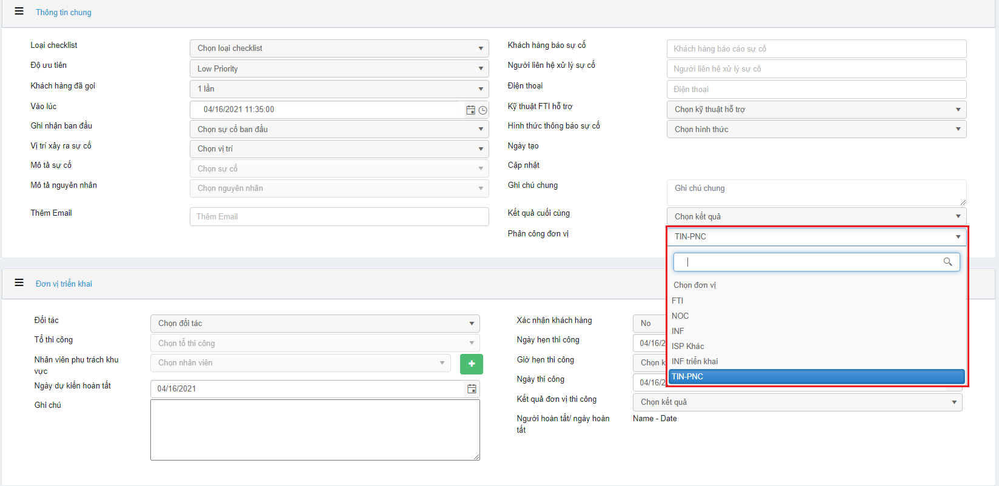 Thông tin chung
Loại checklist
Chọn loại checklist
Khách hàng báo sự cố
Khách hàng báo cáo sự cố
Độ ưu tiên
Low Priority
Người liên hệ xử lý sự cố
Người liên hệ xử lý sự cố
Khách hàng đã gọi
1 lần
Điện thoại
Điện thoại
Vào lúc
04/16/2021 11:35:00
Kỹ thuật FTI hỗ trợ
Chọn kỹ thuật hỗ trợ
Ghi nhận ban đầu
Chọn sự cố ban đầu
Hình thức thông báo sự cố
Chọn hình thức
Vị trí xảy ra sự cố
Chọn vị trí
Ngày tạo
Mô tả sự cố
Chọn sự cố
Cập nhật
Mô tả nguyên nhân
Chọn nguyên nhân
Ghi chú chung
Ghi chú chung
Thêm Email
Thêm Email
Kết quả cuối cùng
Chọn kết quả
Phân công đơn vị
TIN-PNC
Chọn đơn vị
FTI
NOC
INF
ISP Khác
INF triển khai
TIN-PNC
Đơn vị triển khai
Đối tác
Chọn đối tác
Xác nhận khách hàng
No
Tổ thi công
Chọn tổ thi công
Ngày hẹn thi công
04/16/2
Nhân viên phụ trách khu
vực
Chọn nhân viên
Giờ hẹn thi công
Chọn k
Ngày dự kiến hoàn tất
04/16/2021
Ngày thi công
04/16/2
Ghi chú
Kết quả đơn vị thi công
Chọn kết quả
Người hoàn tất/ ngày hoàn
tất
Name - Date